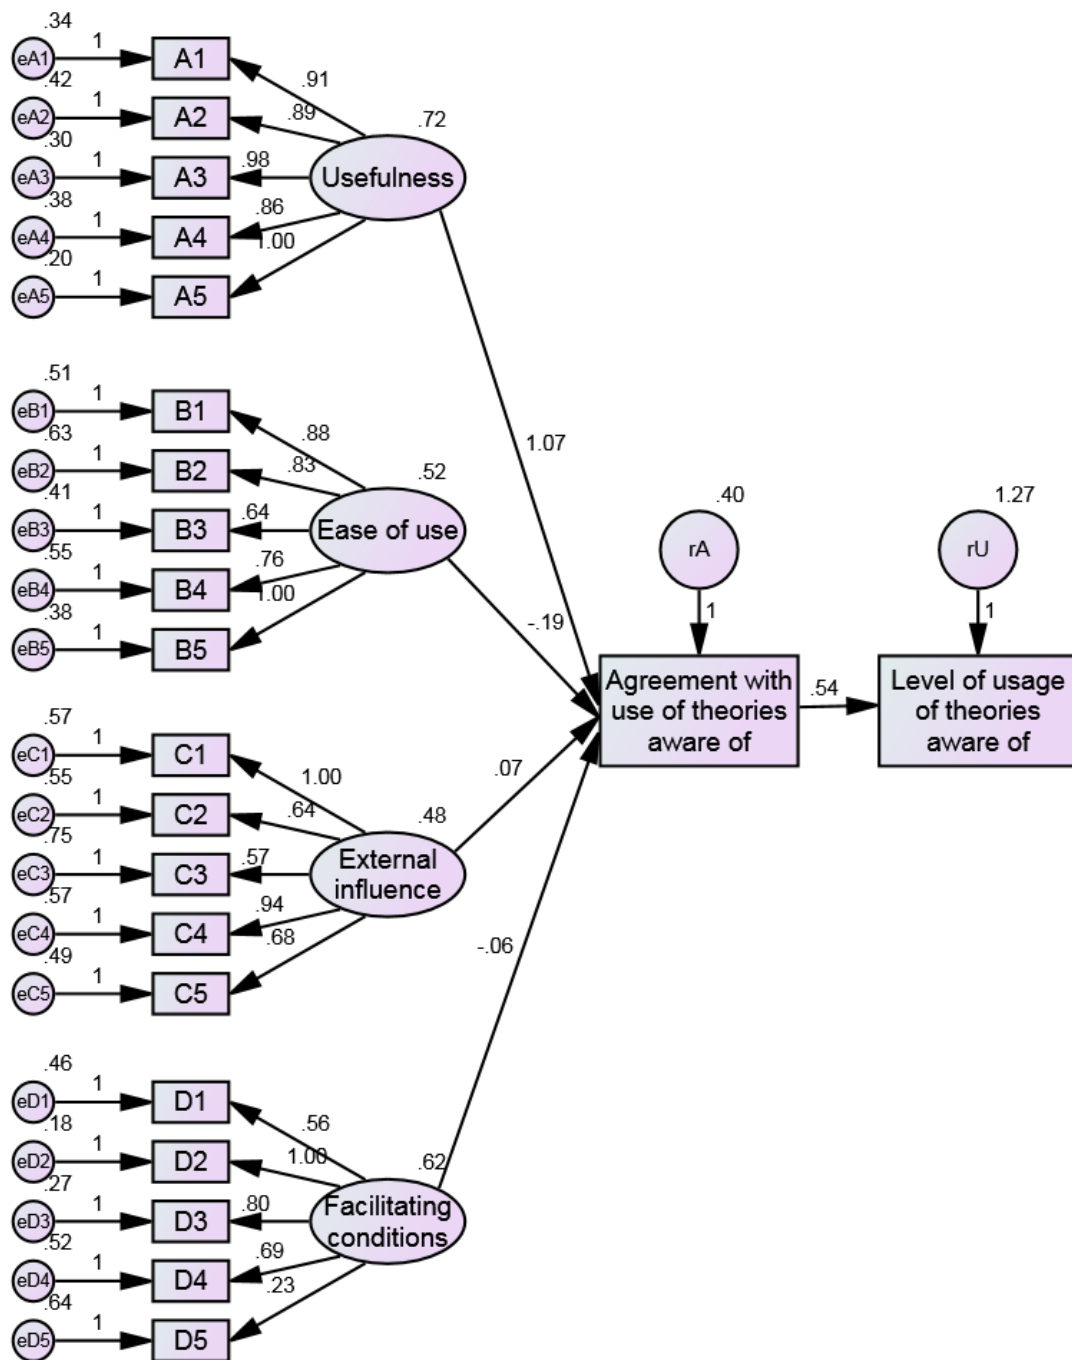 .34
eA1
1
A1
.91
.42
eA2
1
A2
.89
.72
.30
eA3
1
A3
.98
Usefulness
.38
eA4
1
A4
.86
.20
eA5
1
A5
1.00
1.07
.51
eB1
1
B1
.88
.63
eB2
1
B2
.83
.52
.41
eB3
1
B3
.64
Ease of use
.55
eB4
1
B4
.76
.38
eB5
1
B5
1.00
-.19
.40
rA
1
1.27
rU
1
Agreement with
use of theories
aware of
.54
Level of usage
of theories
aware of
.57
eC1
1
C1
1.00
.07
.55
eC2
1
C2
.64
.48
.75
eC3
1
C3
.57
External
influence
.57
eC4
1
C4
.94
.49
eC5
1
C5
.68
-.06
.46
eD1
1
D1
.56
.18
eD2
1
D2
1.00
.62
.27
eD3
1
D3
.80
Facilitating
conditions
.52
eD4
1
D4
.69
.64
eD5
1
D5
.23